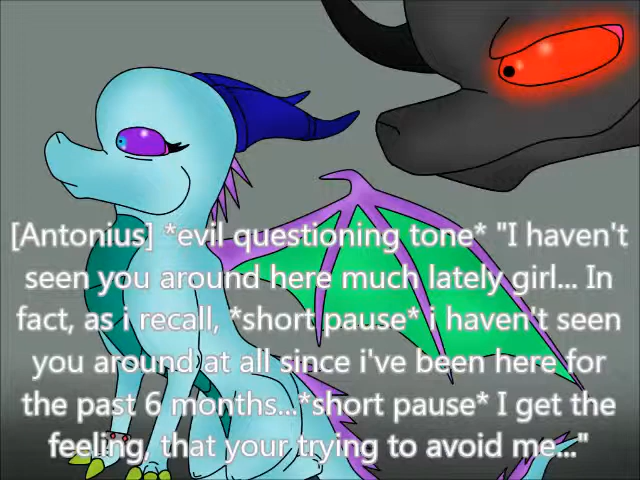 [Antonius] *evil questioning tone* "I haven't
seen you around here much lately girl... In
fact, as i recall, *short pause* i haven't seen
you around at all since i've been here for
the past 6 months...*short pause* I get the
feeling, that your trying to avoid me..."